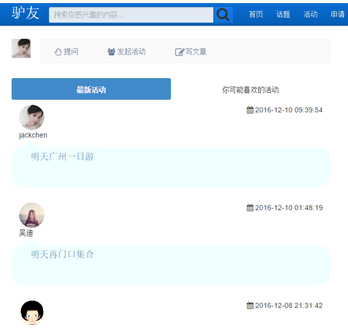 驴友 搜索你感兴趣的内容... 首页 话题 活动 申请
提问 发起活动 写文章
最新活动 你可能喜欢的活动
2016-12-10 09:39:54
jackchen
明天广州一日游
2016-12-10 01:48:19
吴迪
明天再门口集合
2016-12-08 21:31:42